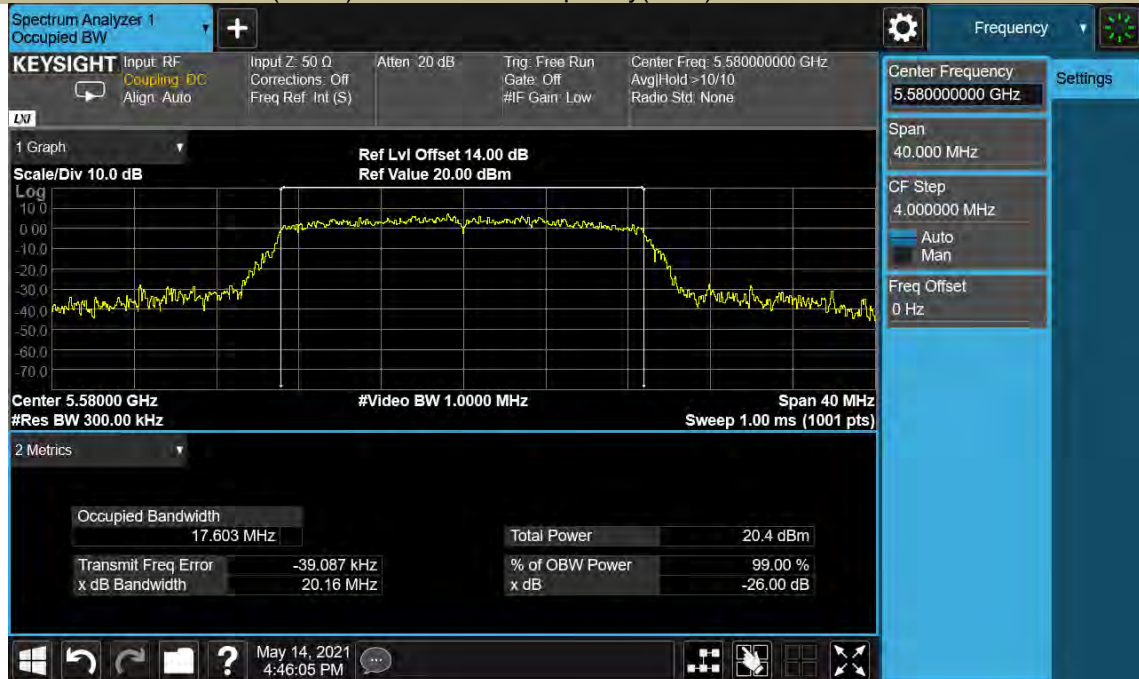 Spectrum Analyzer 1
Occupied BW
Frequency
KEYSIGHT
Input: RF
Coupling: DC
Align: Auto
Input Z: 50 Ω
Corrections: Off
Freq Ref: Int (S)
Atten: 20 dB
Trig: Free Run
Gate: Off
#IF Gain: Low
Center Freq: 5.580000000 GHz
Avg|Hold >10/10
Radio Std: None
LXI
Center Frequency
5.580000000 GHz
Settings
Span
40.000 MHz
CF Step
4.000000 MHz
Auto
Man
Freq Offset
0 Hz
1 Graph
Scale/Div 10.0 dB
Ref Lvl Offset 14.00 dB
Ref Value 20.00 dBm
Log
10.0
0.00
-10.0
-20.0
-30.0
-40.0
-50.0
-60.0
-70.0
Center 5.58000 GHz
#Video BW 1.0000 MHz
Span 40 MHz
#Res BW 300.00 kHz
Sweep 1.00 ms (1001 pts)
2 Metrics
Occupied Bandwidth
17.603 MHz
Total Power 20.4 dBm
Transmit Freq Error -39.087 kHz
% of OBW Power 99.00 %
x dB Bandwidth 20.16 MHz
x dB -26.00 dB
?
May 14, 2021
4:46:05 PM